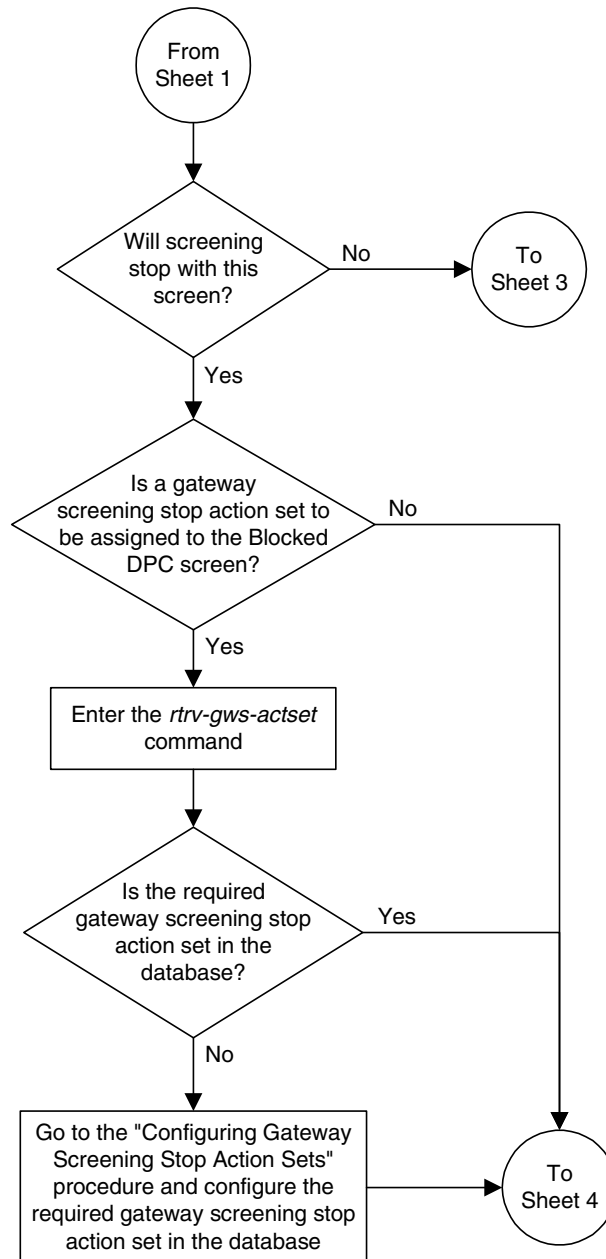 From
Sheet 1
Will screening
stop with this
screen?
No
To
Sheet 3
Yes
Is a gateway
screening stop action set to
be assigned to the Blocked
DPC screen?
No
Yes
Enter the rtrv-gws-actset
command
Is the required
gateway screening stop
action set in the
database?
Yes
No
Go to the "Configuring Gateway
Screening Stop Action Sets"
procedure and configure the
required gateway screening stop
action set in the database
To
Sheet 4